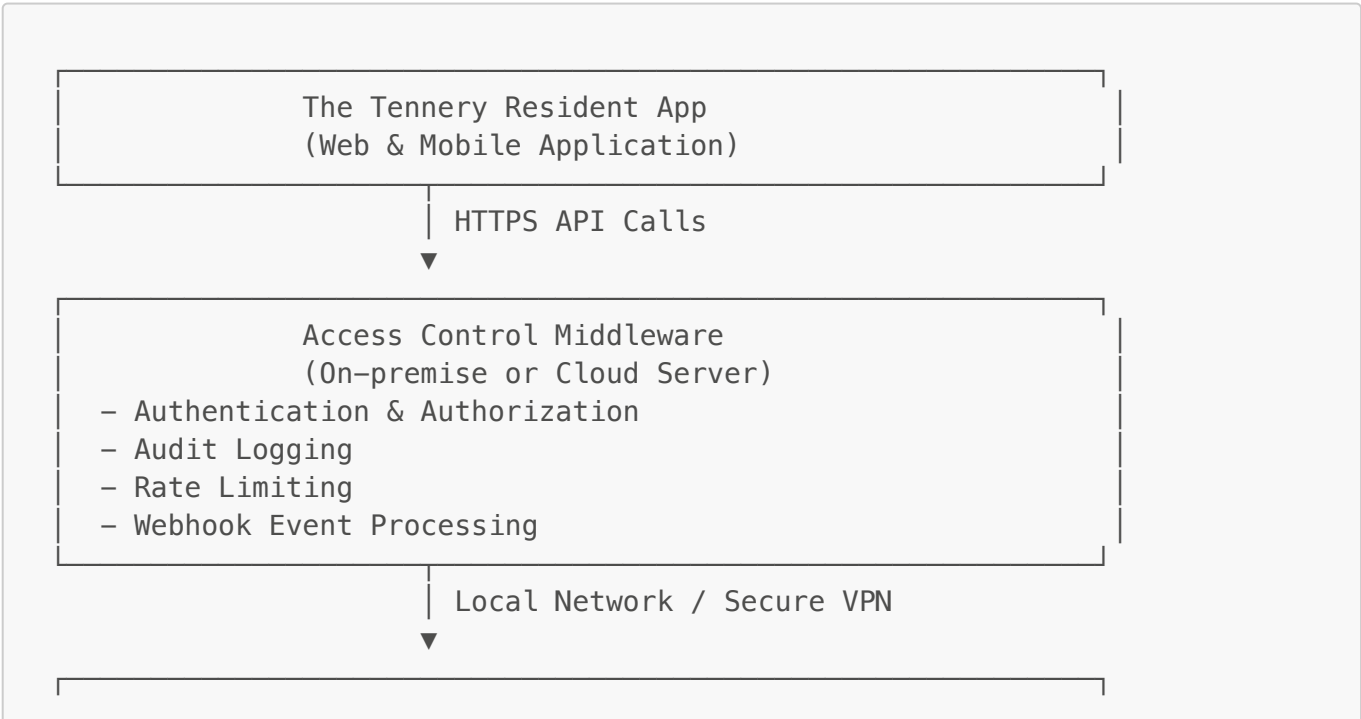 The Tennery Resident App
(Web & Mobile Application)
HTTPS API Calls
Access Control Middleware
(On-premise or Cloud Server)
- Authentication & Authorization
- Audit Logging
- Rate Limiting
- Webhook Event Processing
Local Network / Secure VPN